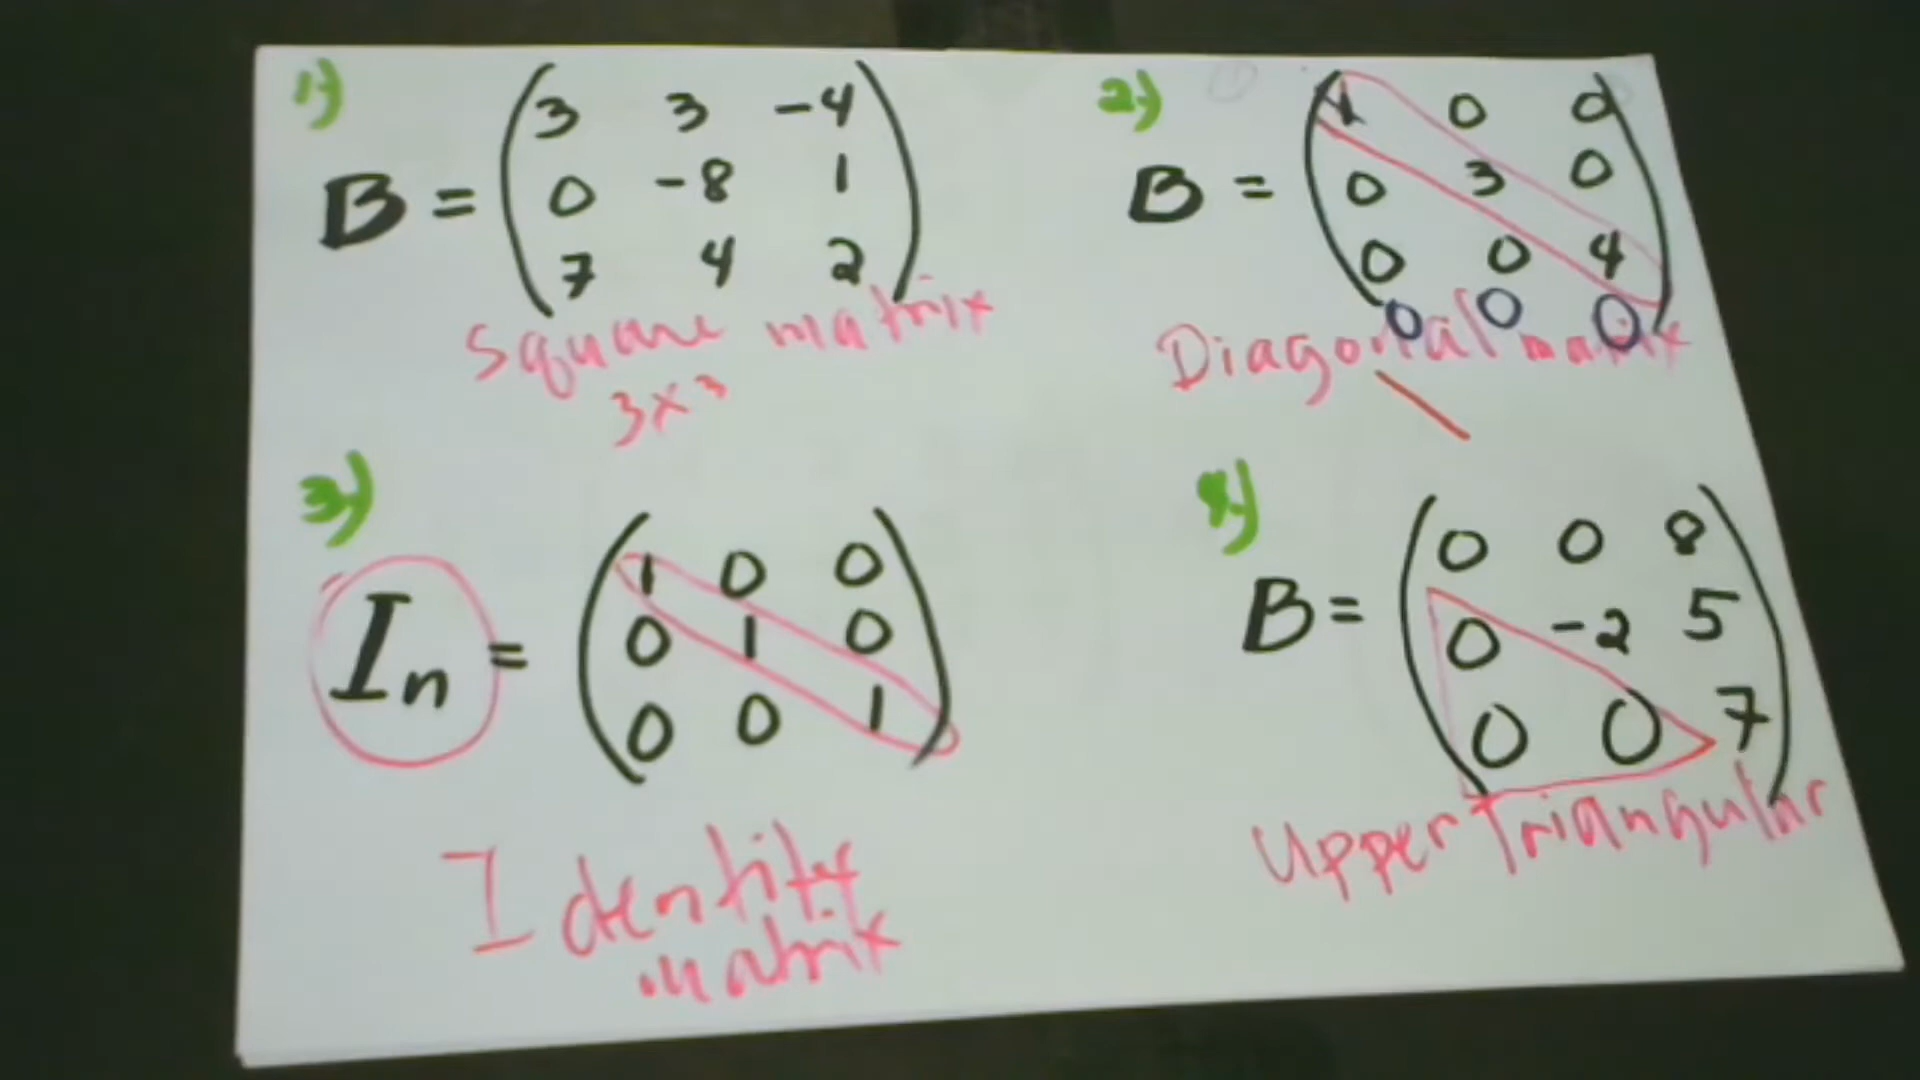 1)
B = (3 3 -4
0 -8 1
7 4 2)
Square matrix
3x3
2)
B = ( 0 0
0 3 0
0 0 4
0 0 0)
Diagonal matrix
3)
In = (1 0 0
0 1 0
0 0 1)
Identity
matrix
B = (0 0 8
0 -2 5
0 0 7)
Upper Triangular